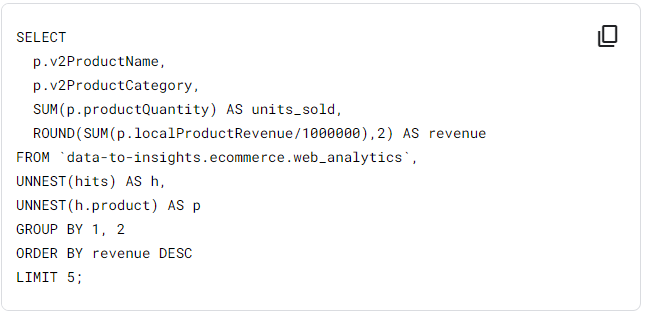 SELECT
  p.v2ProductName,
  p.v2ProductCategory,
  SUM(p.productQuantity) AS units_sold,
  ROUND(SUM(p.localProductRevenue/1000000),2) AS revenue
FROM `data-to-insights.ecommerce.web_analytics`,
UNNEST(hits) AS h,
UNNEST(h.product) AS p
GROUP BY 1, 2
ORDER BY revenue DESC
LIMIT 5;